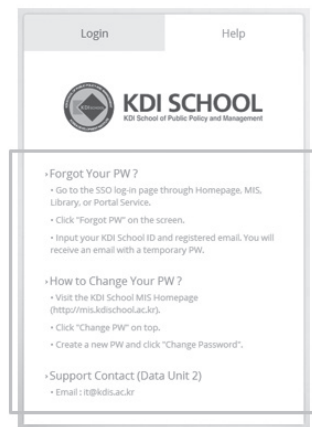 Login
Help
KDI SCHOOL
KDI School of Public Policy and Management
› Forgot Your PW ?
• Go to the SSO log-in page through Homepage, MIS,
Library, or Portal Service.
• Click "Forgot PW" on the screen.
• Input your KDI School ID and registered email. You will
receive an email with a temporary PW.
› How to Change Your PW ?
• Visit the KDI School MIS Homepage
(http://mis.kdischool.ac.kr).
• Click "Change PW" on top.
• Create a new PW and click "Change Password".
› Support Contact (Data Unit 2)
• Email : it@kdis.ac.kr